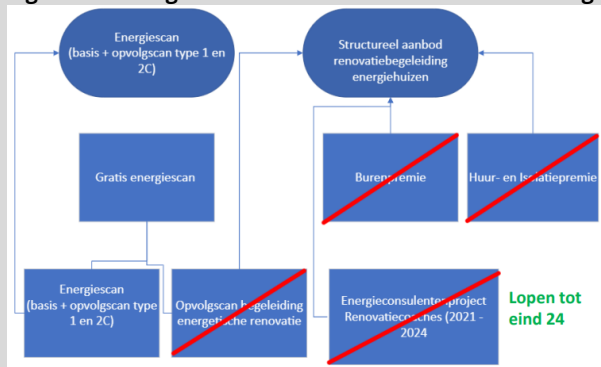 Energiescan
(basis + opvolgscan type 1 en
2C)
Structureel aanbod
renovatiebegeleiding
energiehuizen
Gratis energiescan
Burenpremie
Huur- en Isolatiepremie
Energiescan
(basis + opvolgscan type
1 en 2C)
Opvolgscan begeleiding
energetische renovatie
Energieconsulentenproject
Renovatiecoaches (2021 -
2024
Lopen tot
eind 24